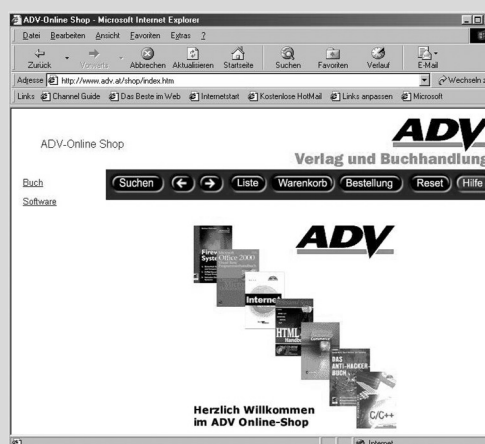 ADV-Online Shop - Microsoft Internet Explorer
Datei Bearbeiten Ansicht Favoriten Extras ?
Zurück Vorwärts Abbrechen Aktualisieren Startseite Suchen Favoriten Verlauf E-Mail
Adresse http://www.adv.at/shop/index.htm Wechseln z
Links Channel Guide Das Beste im Web Internetstart Kostenlose HotMail Links anpassen Microsoft
ADV
ADV-Online Shop
Verlag und Buchhandlung
Buch
Suchen Liste Warenkorb Bestellung Reset Hilfe
Software
ADV
Office 2000
Internet
HTML
DAS
ANTI-HACKER-
BUCH
C/C++
Herzlich Willkommen
im ADV Online-Shop
Internet